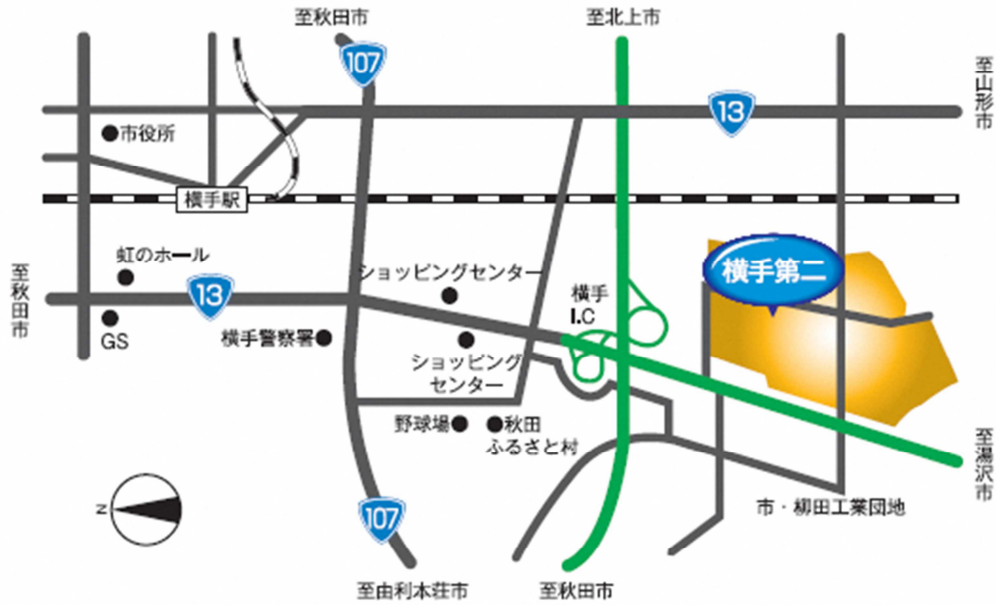 至秋田市
至北上市
107
13
至山形市
市役所
横手駅
横手第二
虹のホール
ショッピングセンター
至秋田市
13
横手
I.C
GS
横手警察署
ショッピング
センター
野球場
秋田
ふるさと村
至湯沢市
N
107
市・柳田工業団地
至由利本荘市
至秋田市